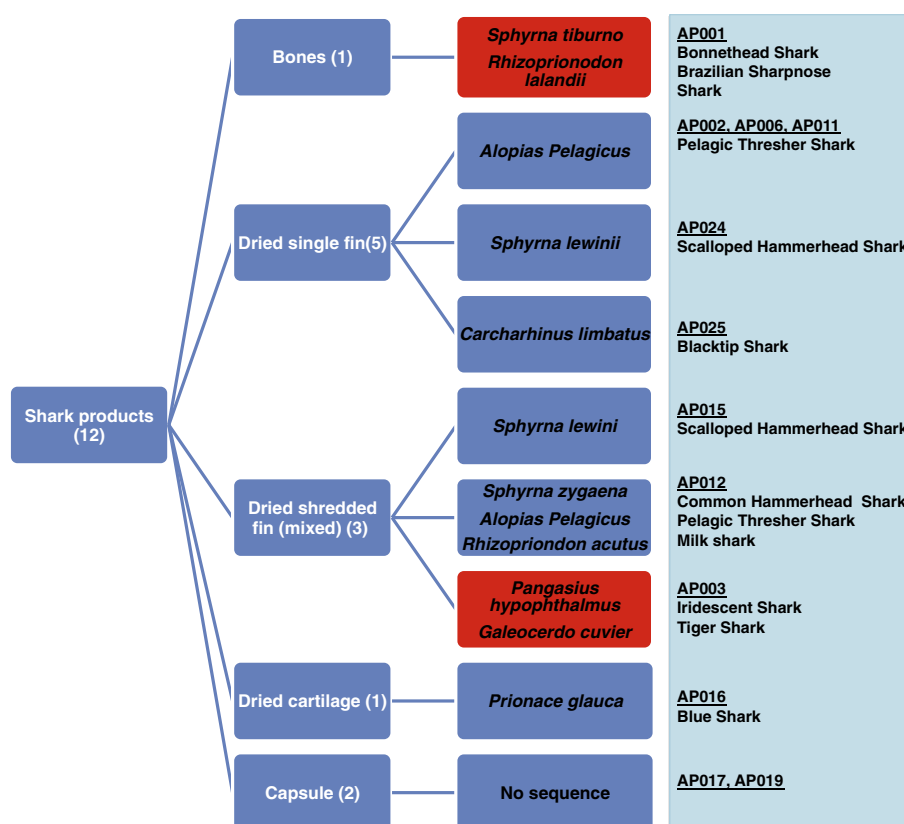 Shark products
(12)
Bones (1)
Sphyrna tiburno
Rhizoprionodon
lalandii
AP001
Bonnethead Shark
Brazilian Sharpnose
Shark
Dried single fin(5)
Alopias Pelagicus
AP002, AP006, AP011
Pelagic Thresher Shark
Sphyrna lewinii
AP024
Scalloped Hammerhead Shark
Carcharhinus limbatus
AP025
Blacktip Shark
Dried shredded
fin (mixed) (3)
Sphyrna lewini
AP015
Scalloped Hammerhead Shark
Sphyrna zygaena
Alopias Pelagicus
Rhizopriondon acutus
AP012
Common Hammerhead Shark
Pelagic Thresher Shark
Milk shark
Pangasius
hypophthalmus
Galeocerdo cuvier
AP003
Iridescent Shark
Tiger Shark
Dried cartilage (1)
Prionace glauca
AP016
Blue Shark
Capsule (2)
No sequence
AP017, AP019